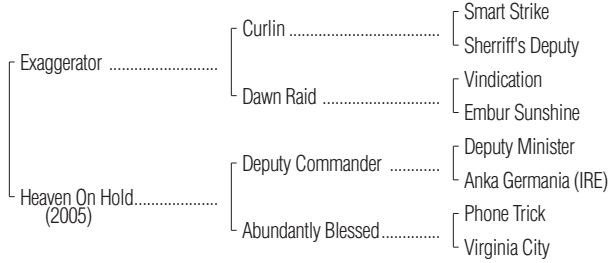 Smart Strike
Curlin ..........................
Sherriff's Deputy
Exaggerator ..........................
Vindication
Dawn Raid ............................
Embur Sunshine
Deputy Minister
Deputy Commander ............
Anka Germania (IRE)
Heaven On Hold....................
(2005)
Phone Trick
Abundantly Blessed..............
Virginia City